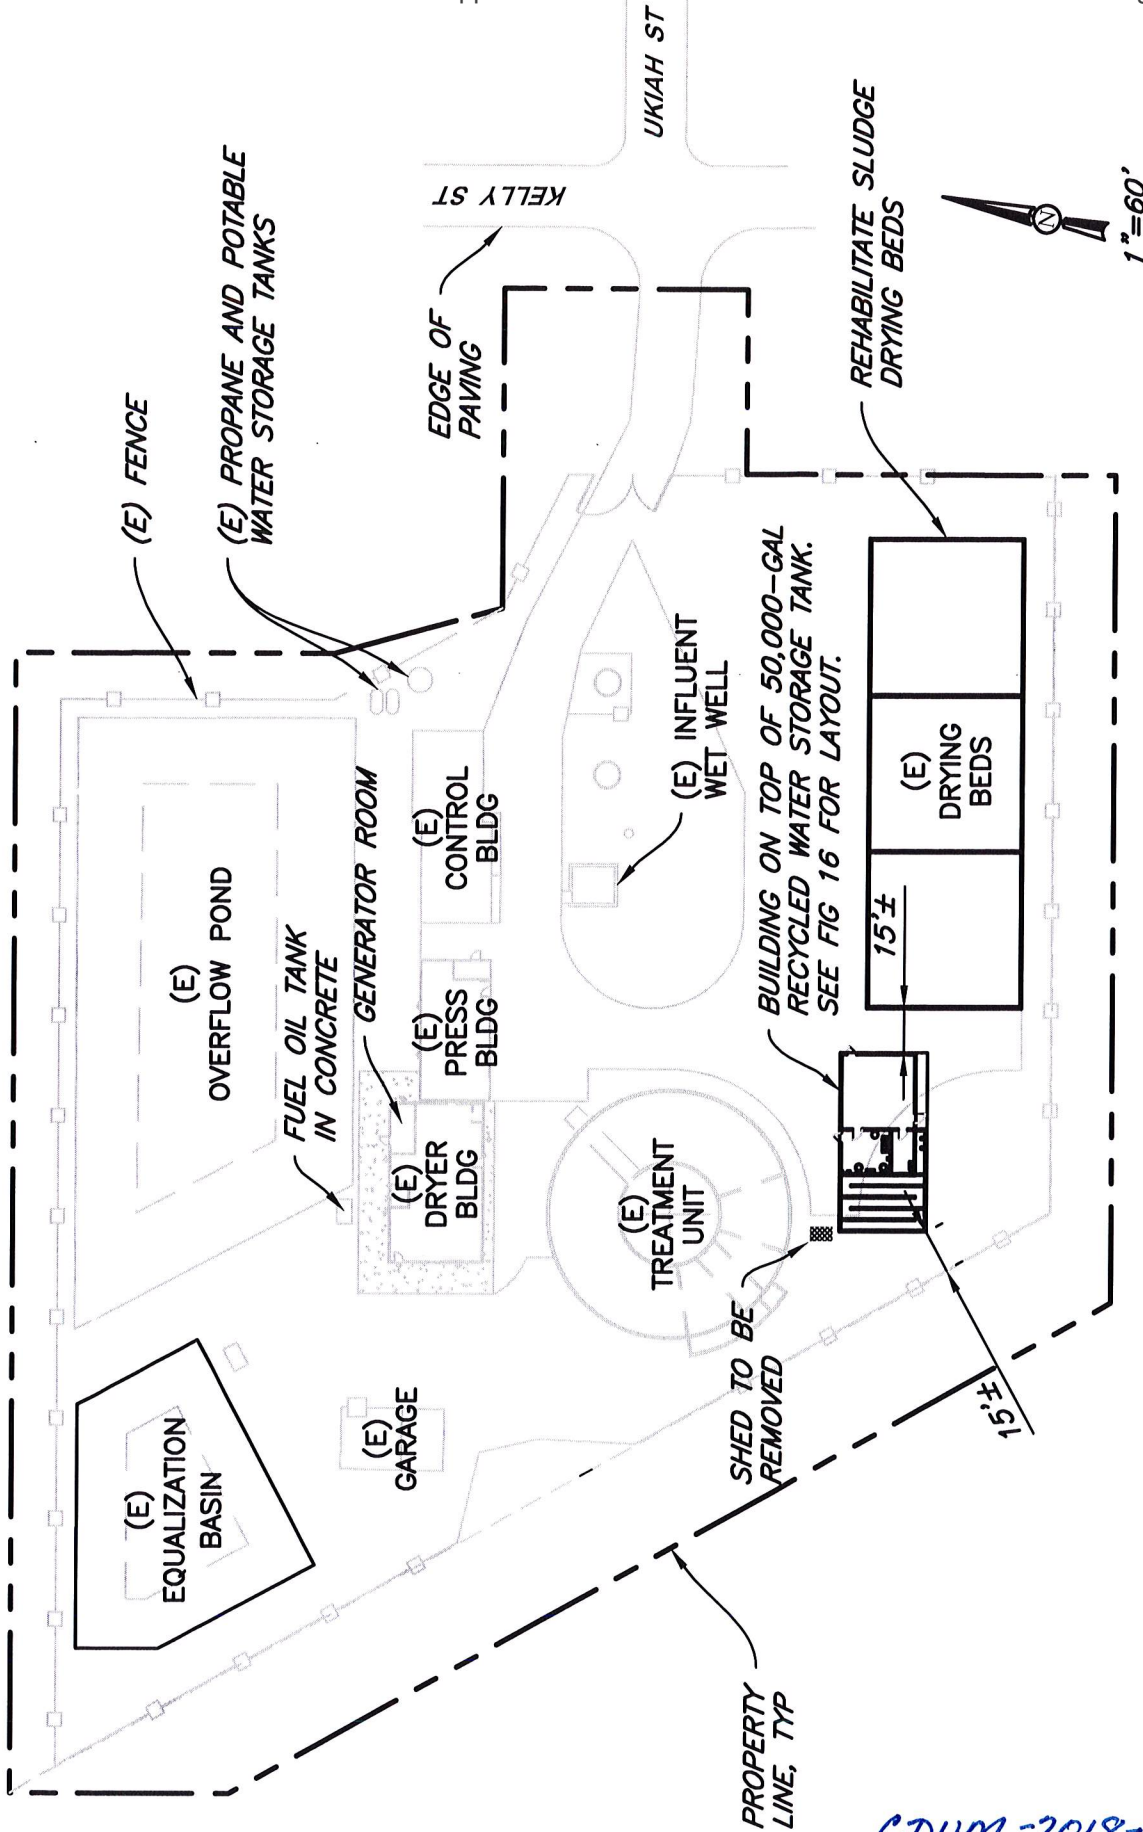 (E) FENCE
(E) PROPANE AND POTABLE
WATER STORAGE TANKS
(E)
OVERFLOW POND
(E)
EQUALIZATION
BASIN
FUEL OIL TANK
IN CONCRETE
GENERATOR ROOM
(E)
GARAGE
(E)
DRYER
BLDG
(E)
PRESS
BLDG
(E)
CONTROL
BLDG
EDGE OF
PAVING
KELLY ST
UKIAH ST
(E) INFLUENT
WET WELL
(E)
TREATMENT
UNIT
SHED TO BE
REMOVED
BUILDING ON TOP OF 50,000-GAL
RECYCLED WATER STORAGE TANK.
SEE FIG 16 FOR LAYOUT.
15'±
15'±
(E)
DRYING
BEDS
REHABILITATE SLUDGE
DRYING BEDS
PROPERTY
LINE, TYP
N
1"=60'